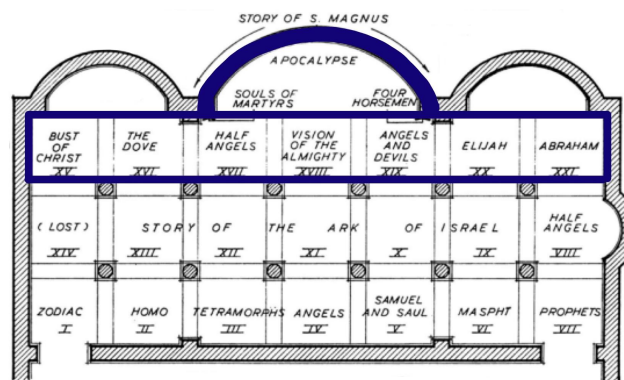 STORY OF S. MAGNUS
APOCALYPSE
SOULS OF MARTYRS
FOUR HORSEMEN
BUST OF CHRIST XV
THE DOVE XVI
HALF ANGELS XVII
VISION OF THE ALMIGHTY XVIII
ANGELS AND DEVILS XIX
ELIJAH XX
ABRAHAM XXI
(LOST) STORY OF THE ARK OF ISRAEL HALF ANGELS
XIV XIII XII XI X IX VIII
ZODIAC I
HOMO II
TETRAMORPHS III
ANGELS IV
SAMUEL AND SAUL V
MASPHT VI
PROPHETS VII